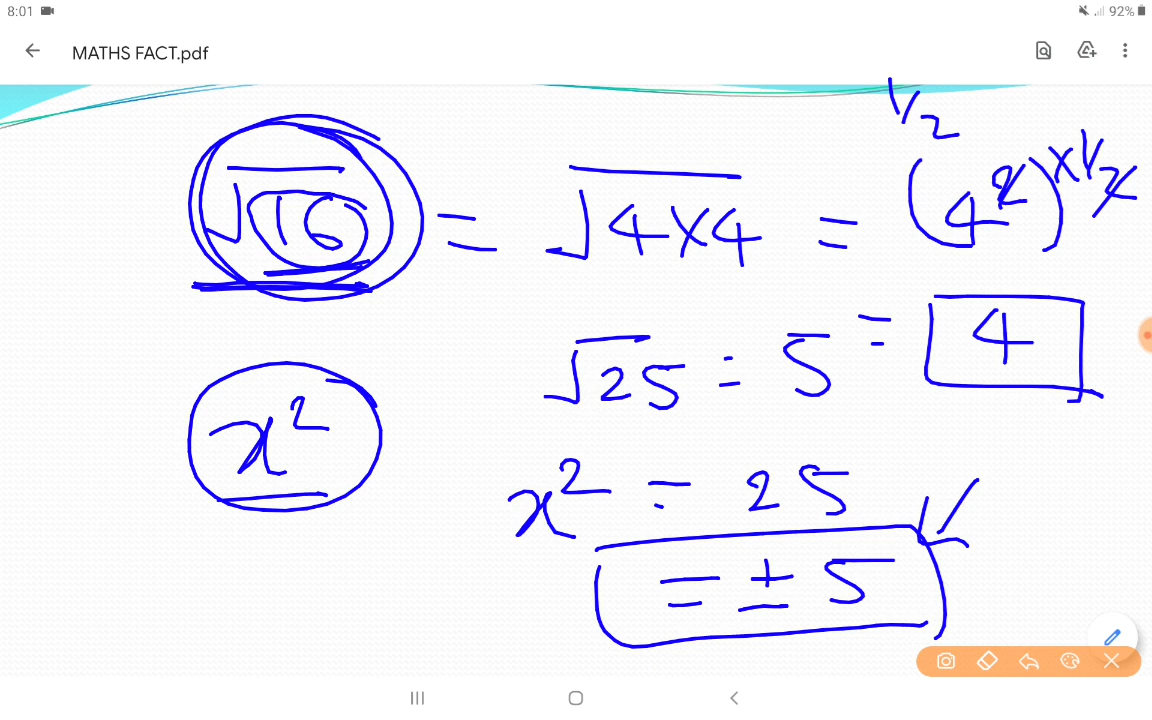 8:01 92%
MATHS FACT.pdf
1/2
√16 = √4×4 = (4²)×1/2
= 4
√25 = 5
x²
x² = 25
= ± 5